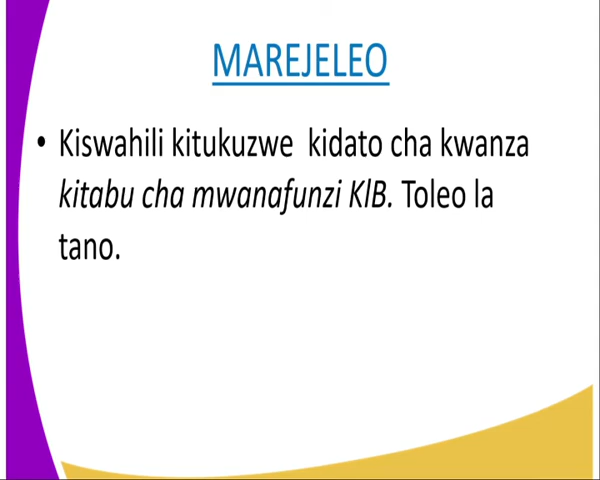 MAREJELEO
• Kiswahili kitukuzwe kidato cha kwanza
kitabu cha mwanafunzi KlB. Toleo la
tano.